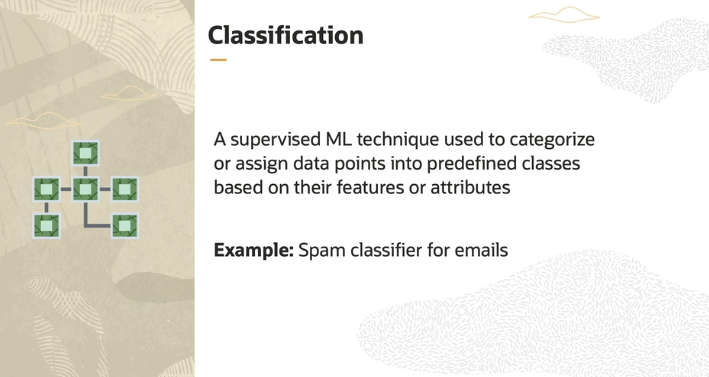 Classification
A supervised ML technique used to categorize
or assign data points into predefined classes
based on their features or attributes
Example: Spam classifier for emails